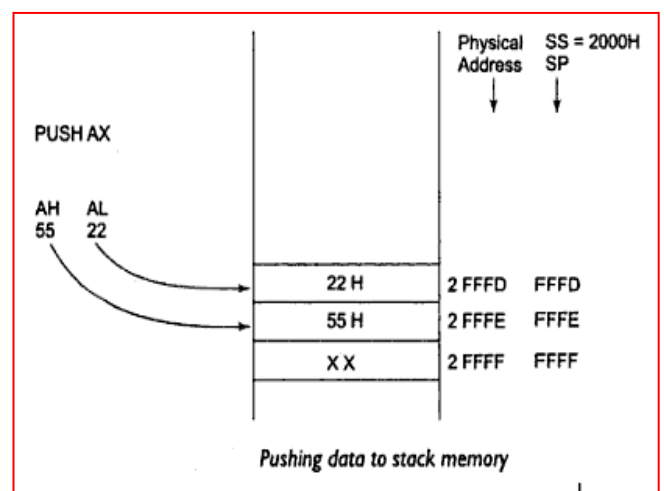 Physical SS = 2000H
Address SP
PUSH AX
AH AL
55 22
22 H 2 FFFD FFFD
55 H 2 FFFE FFFE
X X 2 FFFF FFFF
Pushing data to stack memory